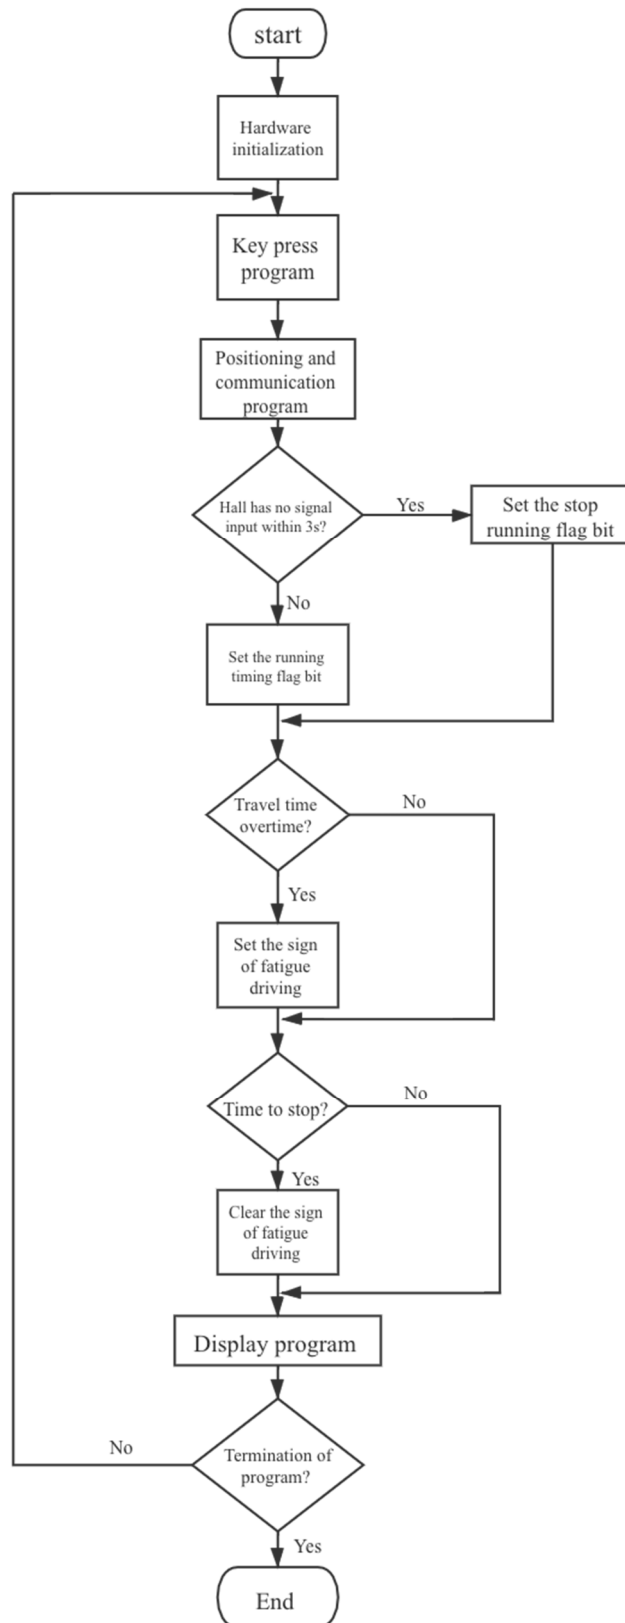 start
Hardware
initialization
Key press
program
Positioning and
communication
program
Hall has no signal
input within 3s?
Yes
Set the stop
running flag bit
No
Set the running
timing flag bit
Travel time
overtime?
No
Yes
Set the sign
of fatigue
driving
Time to stop?
No
Yes
Clear the sign
of fatigue
driving
Display program
Termination of
program?
No
Yes
End